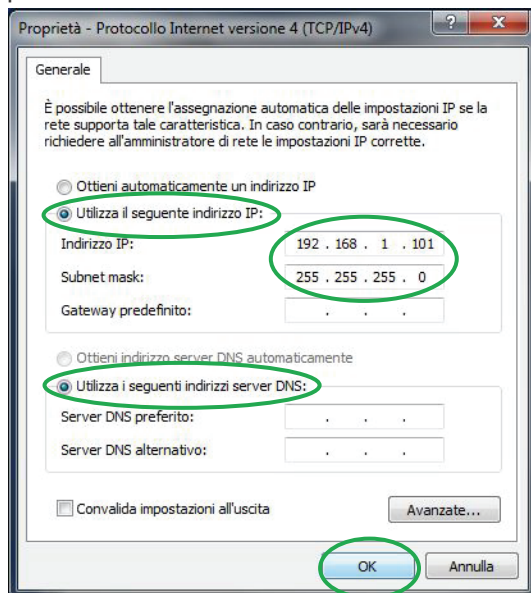 Proprietà - Protocollo Internet versione 4 (TCP/IPv4)
Generale
È possibile ottenere l'assegnazione automatica delle impostazioni IP se la
rete supporta tale caratteristica. In caso contrario, sarà necessario
richiedere all'amministratore di rete le impostazioni IP corrette.
Ottieni automaticamente un indirizzo IP
Utilizza il seguente indirizzo IP:
Indirizzo IP: 192 . 168 . 1 . 101
Subnet mask: 255 . 255 . 255 . 0
Gateway predefinito: . . .
Ottieni indirizzo server DNS automaticamente
Utilizza i seguenti indirizzi server DNS:
Server DNS preferito: . . .
Server DNS alternativo: . . .
Convalida impostazioni all'uscita
Avanzate...
OK Annulla